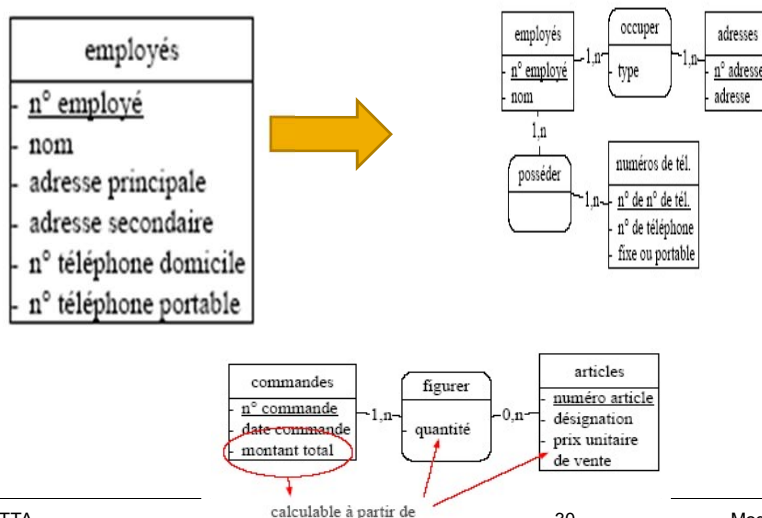 employés
- n° employé
- nom
- adresse principale
- adresse secondaire
- n° téléphone domicile
- n° téléphone portable
employés
- n° employé
- nom
1,n
occuper
- type
1,n
adresses
- n° adresse
- adresse
1,n
posséder
1,n
numéros de tél.
- n° de n° de tél.
- n° de téléphone
- fixe ou portable
commandes
- n° commande
- date commande
- montant total
1,n
figurer
- quantité
0,n
articles
- numéro article
- désignation
- prix unitaire
de vente
calculable à partir de